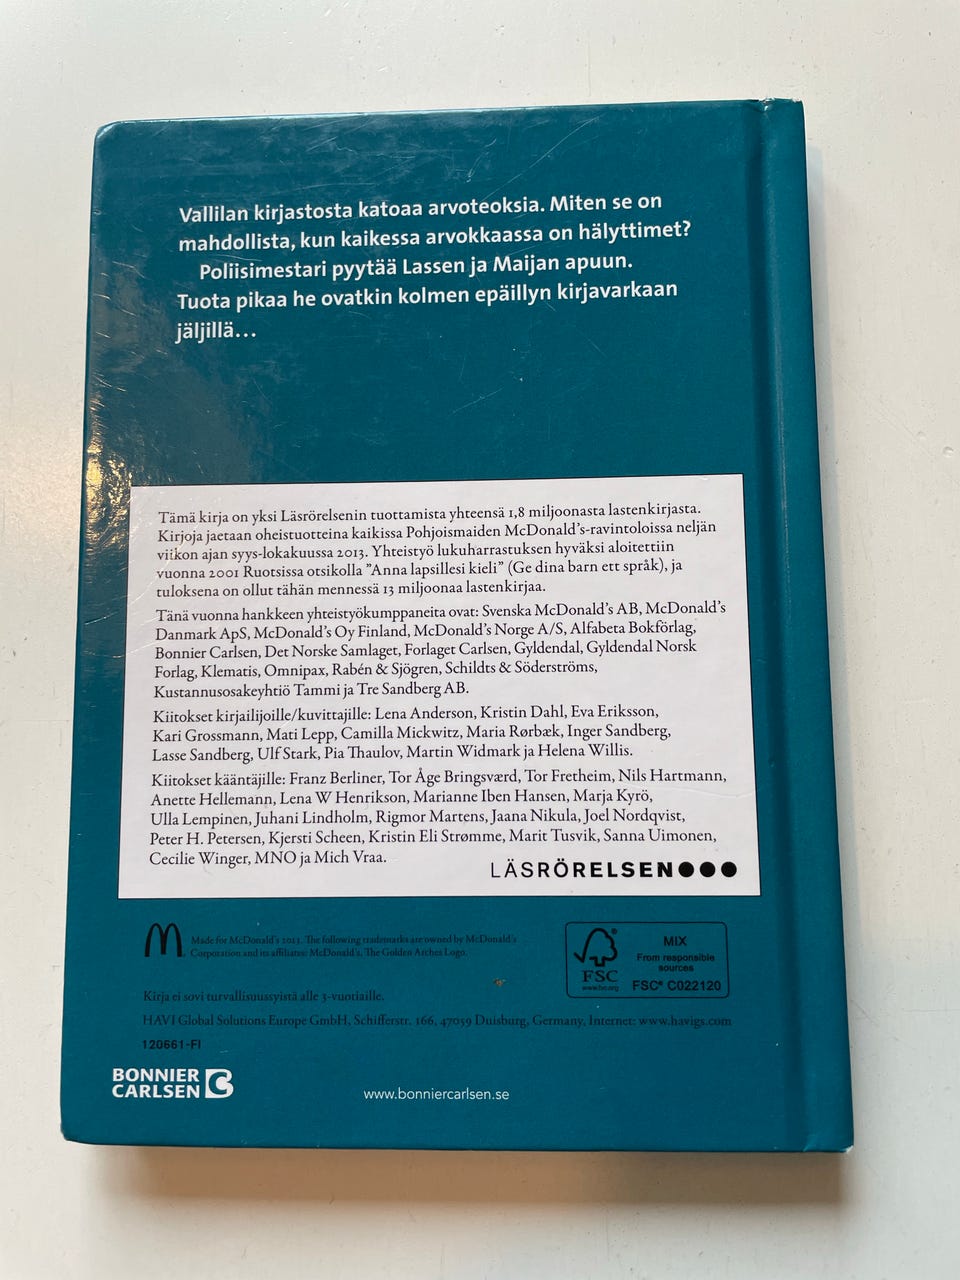 Vallilan kirjastosta katoaa arvoteoksia. Miten se on
mahdollista, kun kaikessa arvokkaassa on hälyttimet?
Poliisimestari pyytää Lassen ja Maijan apuun.
Tuota pikaa he ovatkin kolmen epäillyn kirjavarkaan
jäljillä…
Tämä kirja on yksi Läsrörelsenin tuottamista yhteensä 1,8 miljoonasta lastenkirjasta.
Kirjoja jaetaan oheistuotteina kaikissa Pohjoismaiden McDonald's-ravintoloissa neljän
viikon ajan syys-lokakuussa 2013. Yhteistyö lukuharrastuksen hyväksi aloitettiin
vuonna 2001 Ruotsissa otsikolla ”Anna lapsillesi kieli” (Ge dina barn ett språk), ja
tuloksena on ollut tähän mennessä 13 miljoonaa lastenkirjaa.
Tänä vuonna hankkeen yhteistyökumppaneita ovat: Svenska McDonald's AB, McDonald's
Danmark ApS, McDonald's Oy Finland, McDonald's Norge A/S, Alfabeta Bokförlag,
Bonnier Carlsen, Det Norske Samlaget, Forlaget Carlsen, Gyldendal, Gyldendal Norsk
Forlag, Klematis, Omnipax, Rabén & Sjögren, Schildts & Söderströms,
Kustannusosakeyhtiö Tammi ja Tre Sandberg AB.
Kiitokset kirjailijoille/kuvittajille: Lena Anderson, Kristin Dahl, Eva Eriksson,
Kari Grossmann, Mati Lepp, Camilla Mickwitz, Maria Rørbæk, Inger Sandberg,
Lasse Sandberg, Ulf Stark, Pia Thaulov, Martin Widmark ja Helena Willis.
Kiitokset kääntäjille: Franz Berliner, Tor Åge Bringsværd, Tor Fretheim, Nils Hartmann,
Anette Hellemann, Lena W Henrikson, Marianne Iben Hansen, Marja Kyrö,
Ulla Lempinen, Juhani Lindholm, Rigmor Martens, Jaana Nikula, Joel Nordqvist,
Peter H. Petersen, Kjersti Scheen, Kristin Eli Strømme, Marit Tusvik, Sanna Uimonen,
Cecilie Winger, MNO ja Mich Vraa.
LÄSRÖRELSEN
Made for McDonald's 2013. The following trademarks are owned by McDonald's
Corporation and its affiliates: McDonald's, The Golden Arches Logo.
FSC
www.fsc.org
MIX
From responsible
sources
FSC® C022120
Kirja ei sovi turvallisuussyistä alle 3-vuotiaille.
HAVI Global Solutions Europe GmbH, Schifferstr. 166, 47059 Duisburg, Germany, Internet: www.havigs.com
120661-FI
BONNIER
CARLSEN
www.bonniercarlsen.se